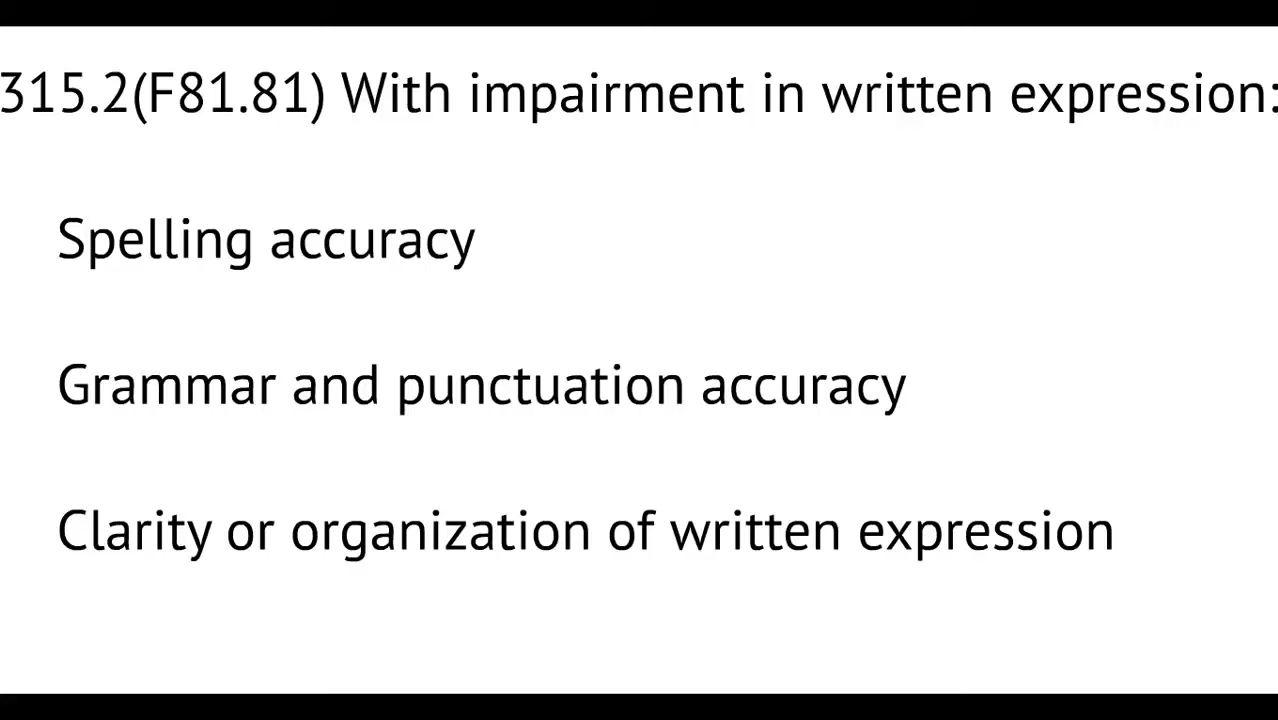 315.2(F81.81) With impairment in written expression:
Spelling accuracy
Grammar and punctuation accuracy
Clarity or organization of written expression